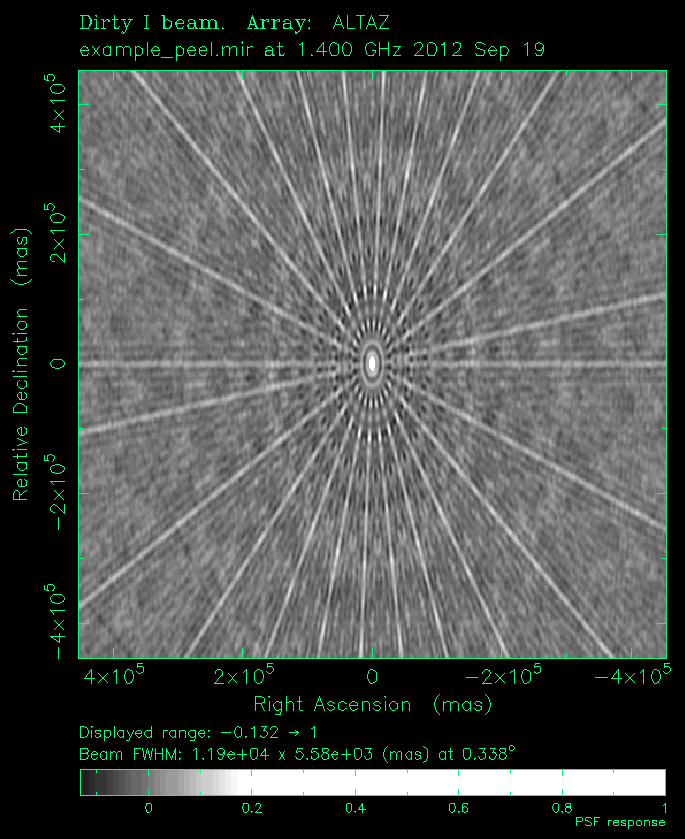 Dirty I beam. Array: ALTAZ
example_peel.mir at 1.400 GHz 2012 Sep 19
4×10⁵
2×10⁵
0
−2×10⁵
−4×10⁵
Relative Declination (mas)
4×10⁵ 2×10⁵ 0 −2×10⁵ −4×10⁵
Right Ascension (mas)
Displayed range: −0.132 → 1
Beam FWHM: 1.19e+04 x 5.58e+03 (mas) at 0.338°
0 0.2 0.4 0.6 0.8 1
PSF response